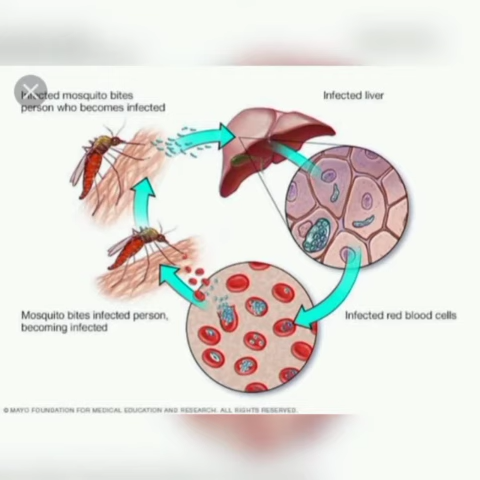 Infected mosquito bites
person who becomes infected
Infected liver
Mosquito bites infected person,
becoming infected
Infected red blood cells
© MAYO FOUNDATION FOR MEDICAL EDUCATION AND RESEARCH. ALL RIGHTS RESERVED.